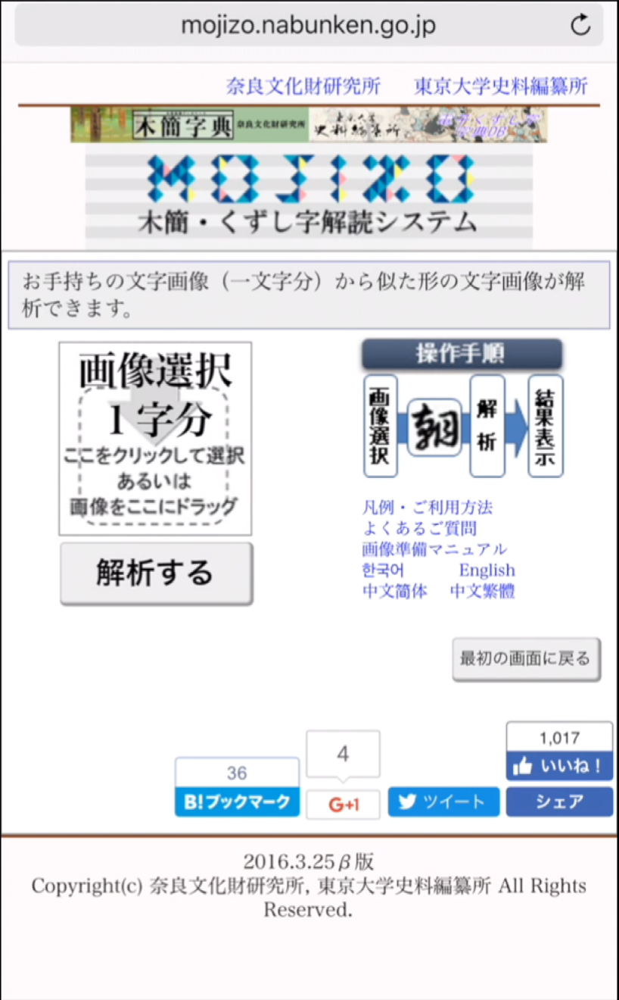 mojizo.nabunken.go.jp
奈良文化財研究所 東京大学史料編纂所
木簡字典 奈良文化財研究所 史料編纂所
MOJIZO
木簡・くずし字解読システム
お手持ちの文字画像（一文字分）から似た形の文字画像が解
析できます。
画像選択
１字分
ここをクリックして選択
あるいは
画像をここにドラッグ
解析する
操作手順
画像選択 朝 解析 結果表示
凡例・ご利用方法
よくあるご質問
画像準備マニュアル
한국어 English
中文简体 中文繁體
最初の画面に戻る
36
B!ブックマーク
4
G+1
ツイート
1,017
いいね！
シェア
2016.3.25β版
Copyright(c) 奈良文化財研究所, 東京大学史料編纂所 All Rights
Reserved.